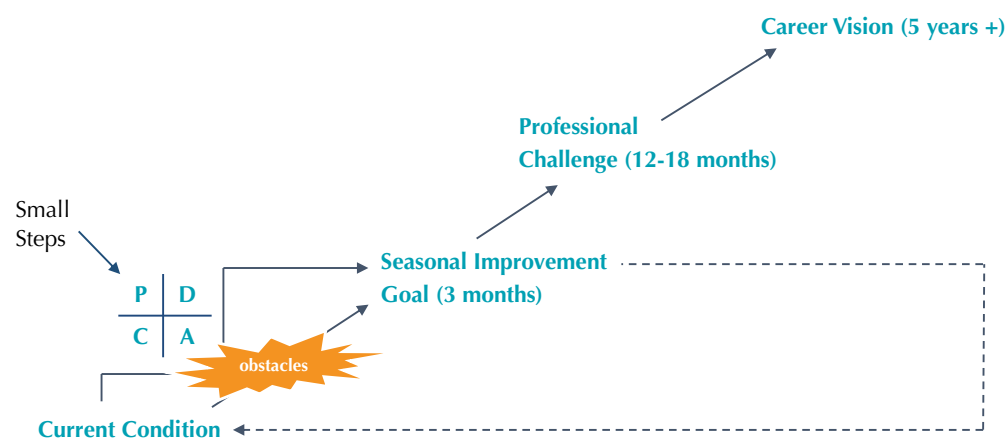 Career Vision (5 years +)
Professional
Challenge (12-18 months)
Small
Steps
Seasonal Improvement
Goal (3 months)
P D
C A
obstacles
Current Condition